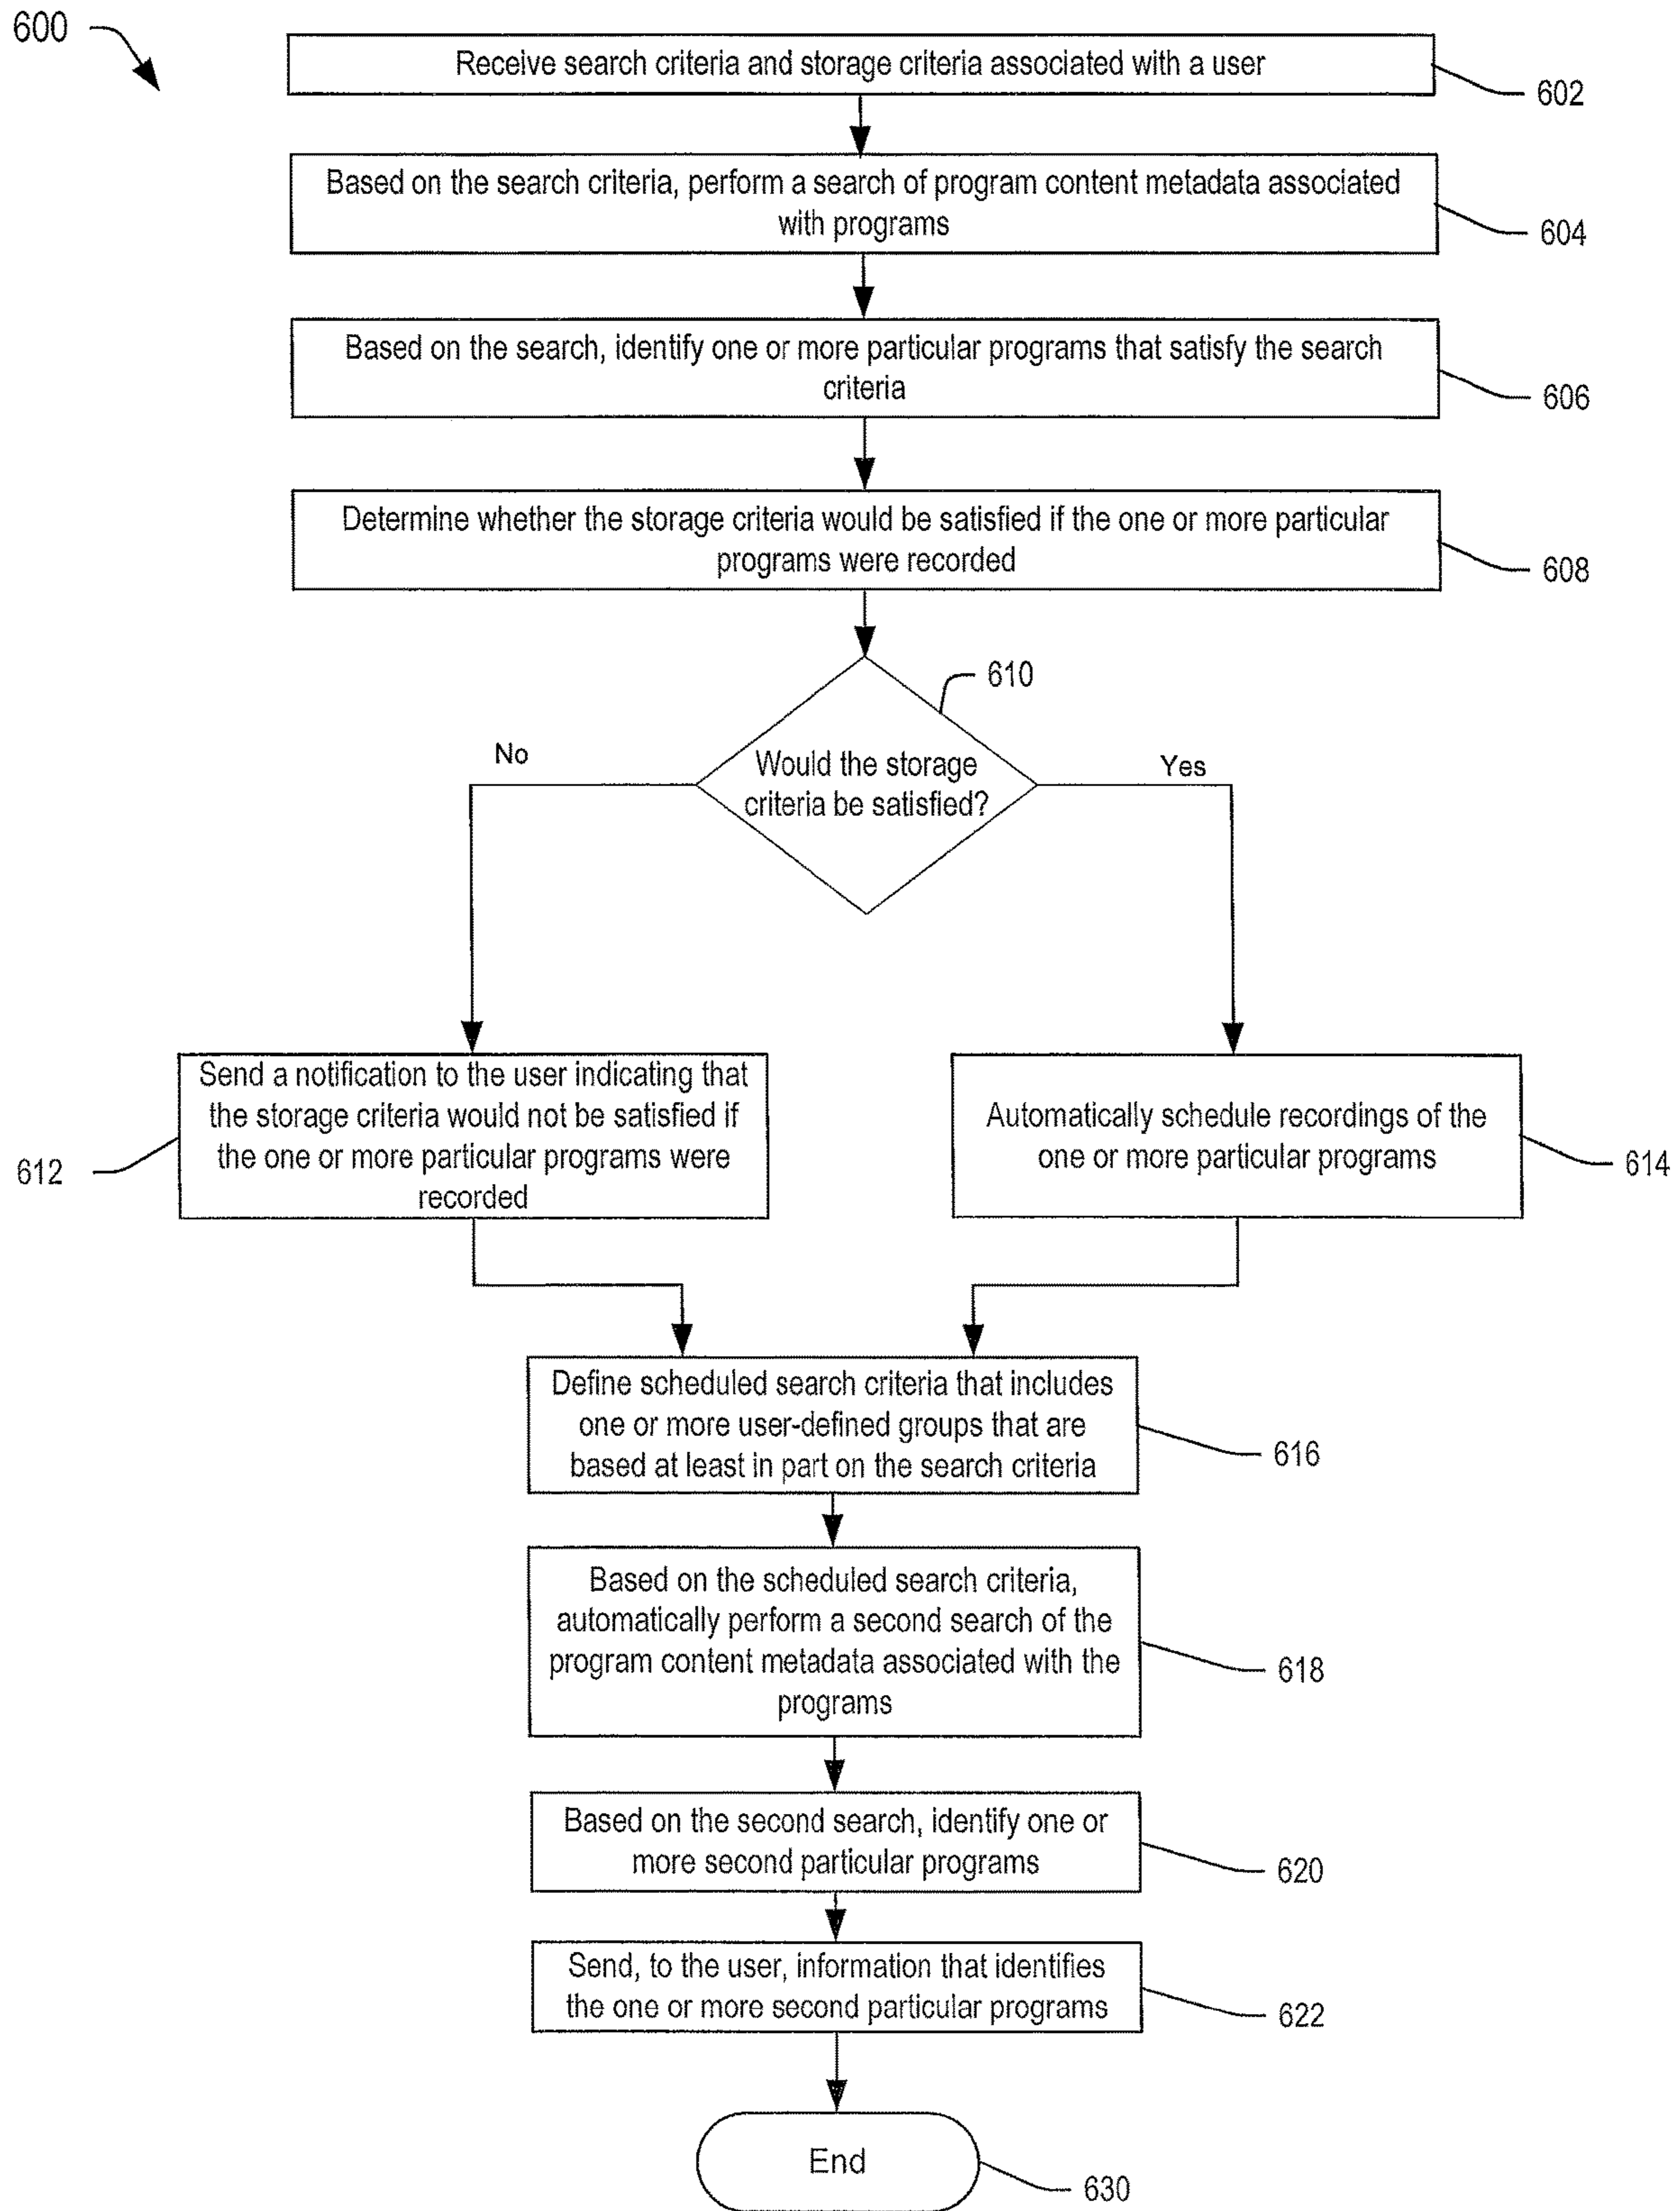 600
Receive search criteria and storage criteria associated with a user
602
Based on the search criteria, perform a search of program content metadata associated
with programs
604
Based on the search, identify one or more particular programs that satisfy the search
criteria
606
Determine whether the storage criteria would be satisfied if the one or more particular
programs were recorded
608
610
No
Would the storage
criteria be satisfied?
Yes
Send a notification to the user indicating that
the storage criteria would not be satisfied if
the one or more particular programs were
recorded
612
Automatically schedule recordings of the
one or more particular programs
614
Define scheduled search criteria that includes
one or more user-defined groups that are
based at least in part on the search criteria
616
Based on the scheduled search criteria,
automatically perform a second search of the
program content metadata associated with the
programs
618
Based on the second search, identify one or
more second particular programs
620
Send, to the user, information that identifies
the one or more second particular programs
622
End
630